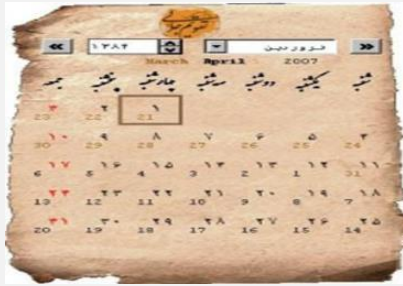 فروردین ۱۳۸۶
March April 2007
شنبه یکشنبه دوشنبه سه‌شنبه چهارشنبه پنجشنبه جمعه
۱ ۲ ۳
21 22 23
۴ ۵ ۶ ۷ ۸ ۹ ۱۰
24 25 26 27 28 29 30
۱۱ ۱۲ ۱۳ ۱۴ ۱۵ ۱۶ ۱۷
31 1 2 3 4 5 6
۱۸ ۱۹ ۲۰ ۲۱ ۲۲ ۲۳ ۲۴
7 8 9 10 11 12 13
۲۵ ۲۶ ۲۷ ۲۸ ۲۹ ۳۰ ۳۱
14 15 16 17 18 19 20